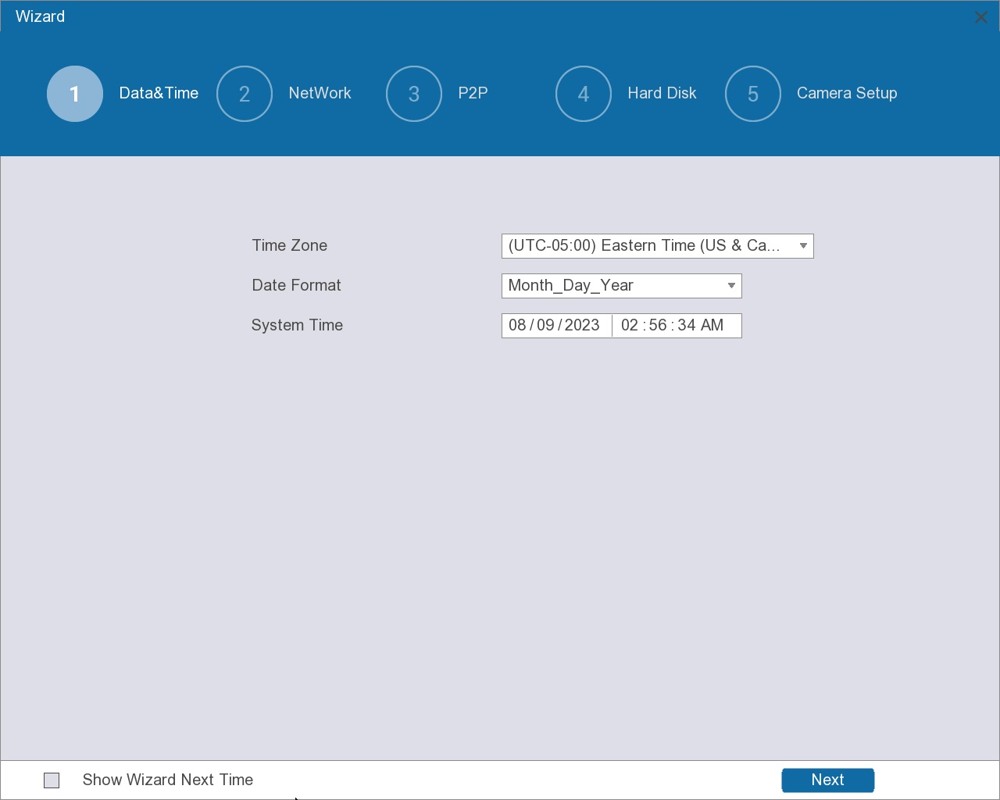 Wizard
1 Data&Time 2 NetWork 3 P2P 4 Hard Disk 5 Camera Setup
Time Zone (UTC-05:00) Eastern Time (US & Ca...
Date Format Month_Day_Year
System Time 08/09/2023 02:56:34 AM
Show Wizard Next Time Next